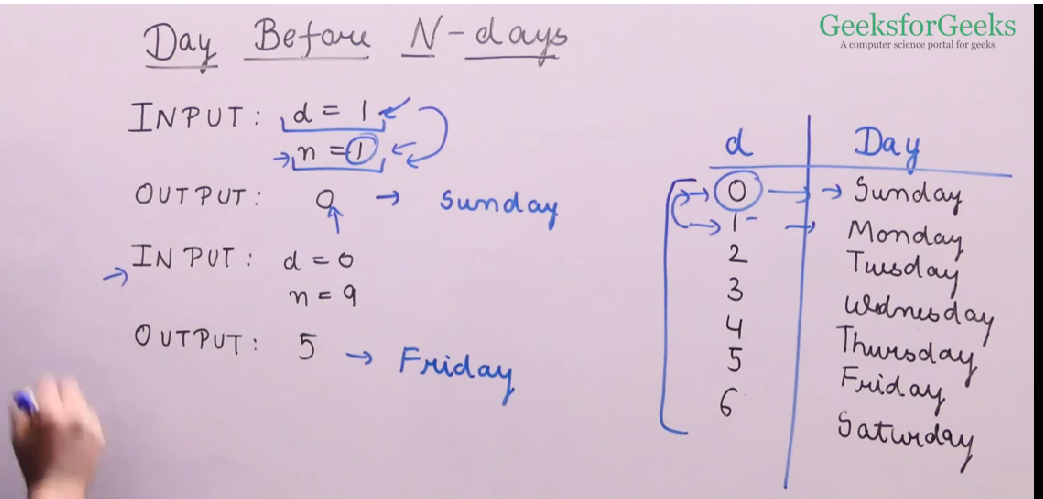 GeeksforGeeks
A computer science portal for geeks
Day Before N-days
INPUT: d = 1
n = 1
OUTPUT: 0 → Sunday
INPUT: d = 0
n = 9
OUTPUT: 5 → Friday
d Day
0 → Sunday
1 → Monday
2 Tuesday
3 Wednesday
4 Thursday
5 Friday
6 Saturday